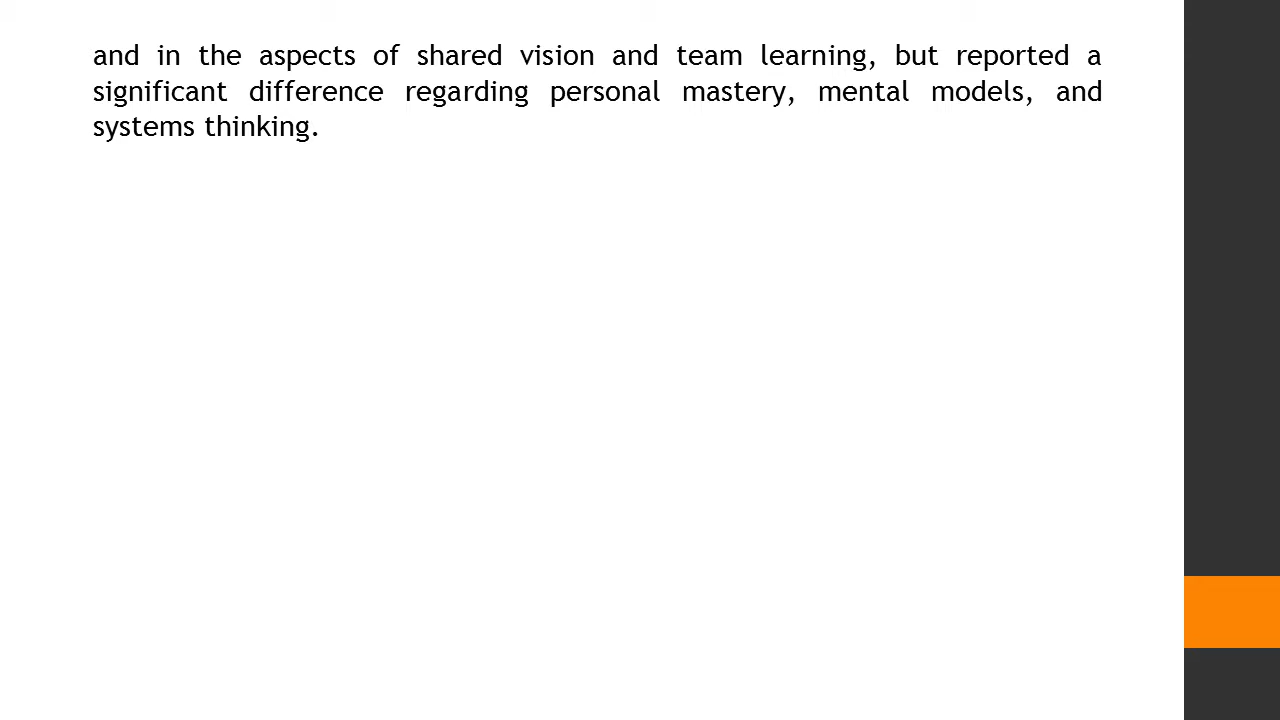 and in the aspects of shared vision and team learning, but reported a
significant difference regarding personal mastery, mental models, and
systems thinking.